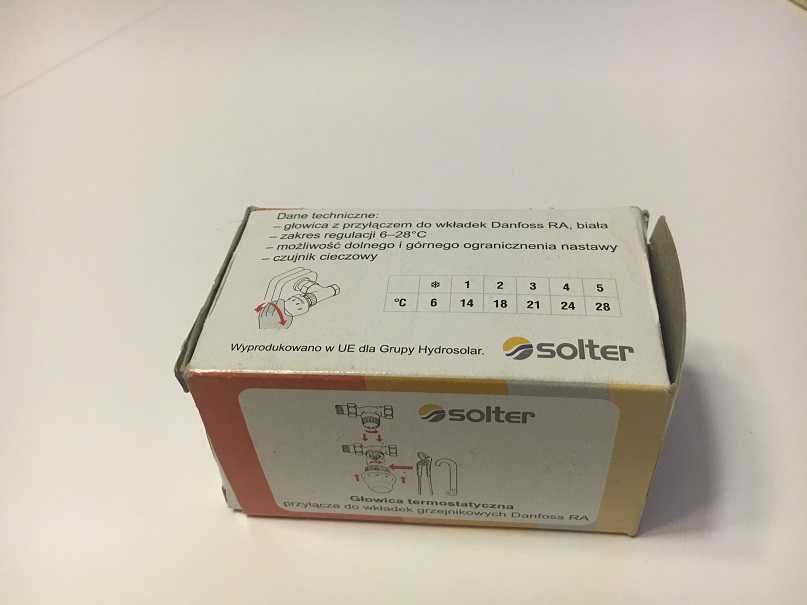 Dane techniczne:
– głowica z przyłączem do wkładek Danfoss RA, biała
– zakres regulacji 6–28°C
– możliwość dolnego i górnego ogranicznenia nastawy
– czujnik cieczowy
❄ 1 2 3 4 5
°C 6 14 18 21 24 28
Wyprodukowano w UE dla Grupy Hydrosolar.
solter
solter
Głowica termostatyczna
przyłącze do wkładek grzejnikowych Danfoss RA